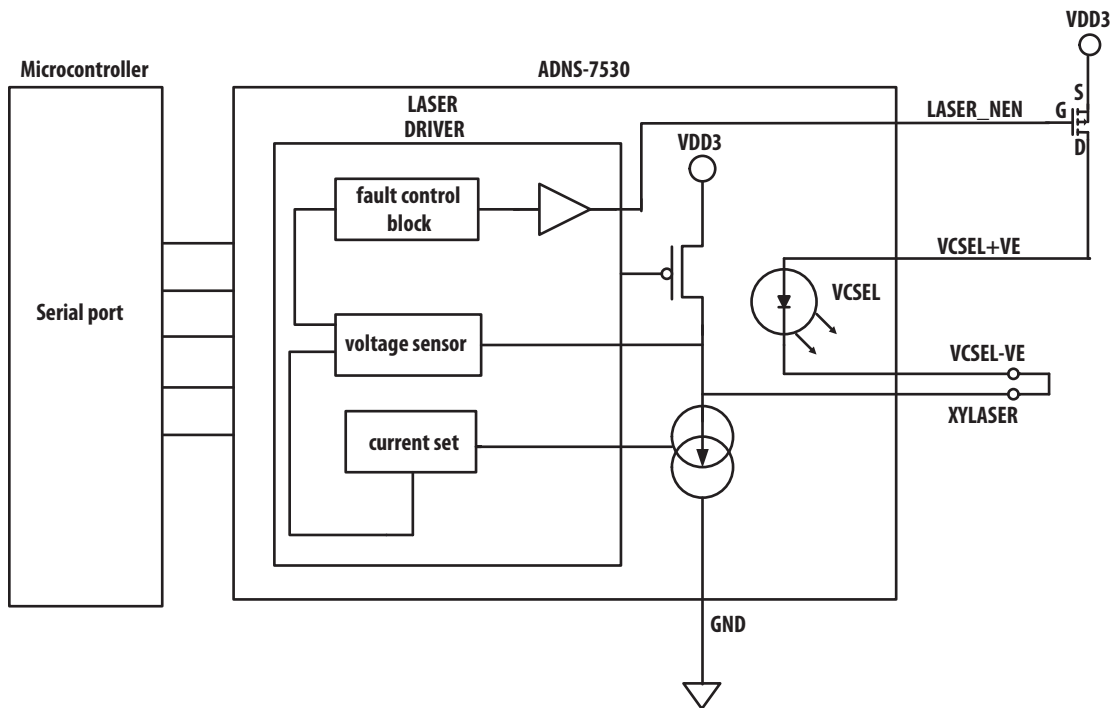 VDD3
Microcontroller
ADNS-7530
LASER
DRIVER
S
LASER_NEN
G
D
VDD3
fault control
block
VCSEL+VE
VCSEL
Serial port
voltage sensor
VCSEL-VE
XYLASER
current set
GND